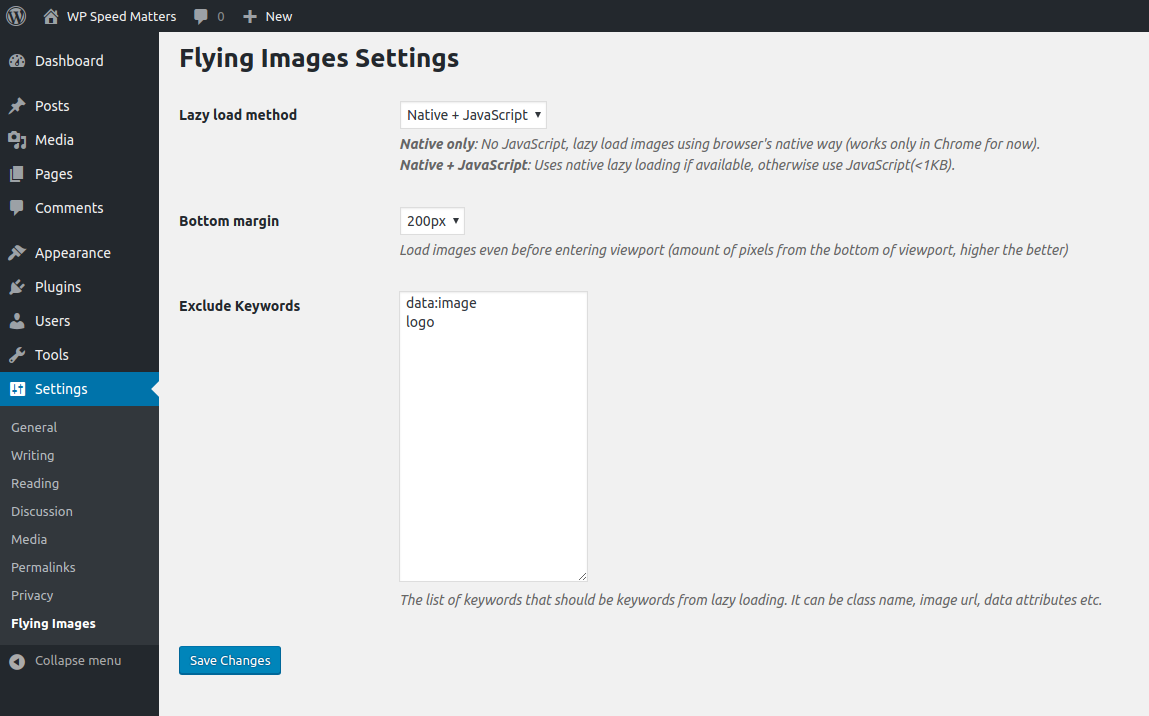 WP Speed Matters 0 New
Dashboard
Posts
Media
Pages
Comments
Appearance
Plugins
Users
Tools
Settings
General
Writing
Reading
Discussion
Media
Permalinks
Privacy
Flying Images
Collapse menu
Flying Images Settings
Lazy load method
Native + JavaScript
Native only: No JavaScript, lazy load images using browser's native way (works only in Chrome for now).
Native + JavaScript: Uses native lazy loading if available, otherwise use JavaScript(<1KB).
Bottom margin
200px
Load images even before entering viewport (amount of pixels from the bottom of viewport, higher the better)
Exclude Keywords
data:image
logo
The list of keywords that should be keywords from lazy loading. It can be class name, image url, data attributes etc.
Save Changes